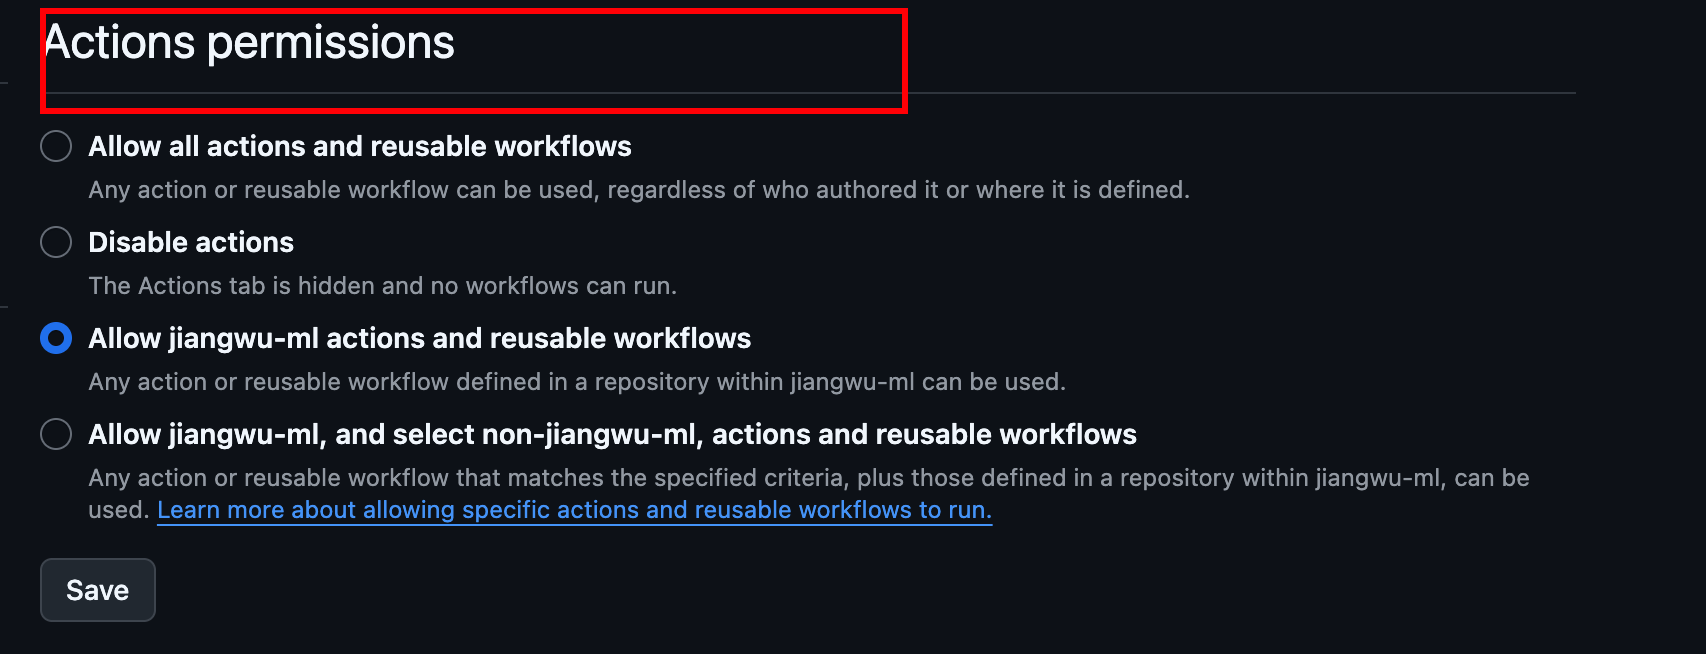 Actions permissions
Allow all actions and reusable workflows
Any action or reusable workflow can be used, regardless of who authored it or where it is defined.
Disable actions
The Actions tab is hidden and no workflows can run.
Allow jiangwu-ml actions and reusable workflows
Any action or reusable workflow defined in a repository within jiangwu-ml can be used.
Allow jiangwu-ml, and select non-jiangwu-ml, actions and reusable workflows
Any action or reusable workflow that matches the specified criteria, plus those defined in a repository within jiangwu-ml, can be
used. Learn more about allowing specific actions and reusable workflows to run.
Save